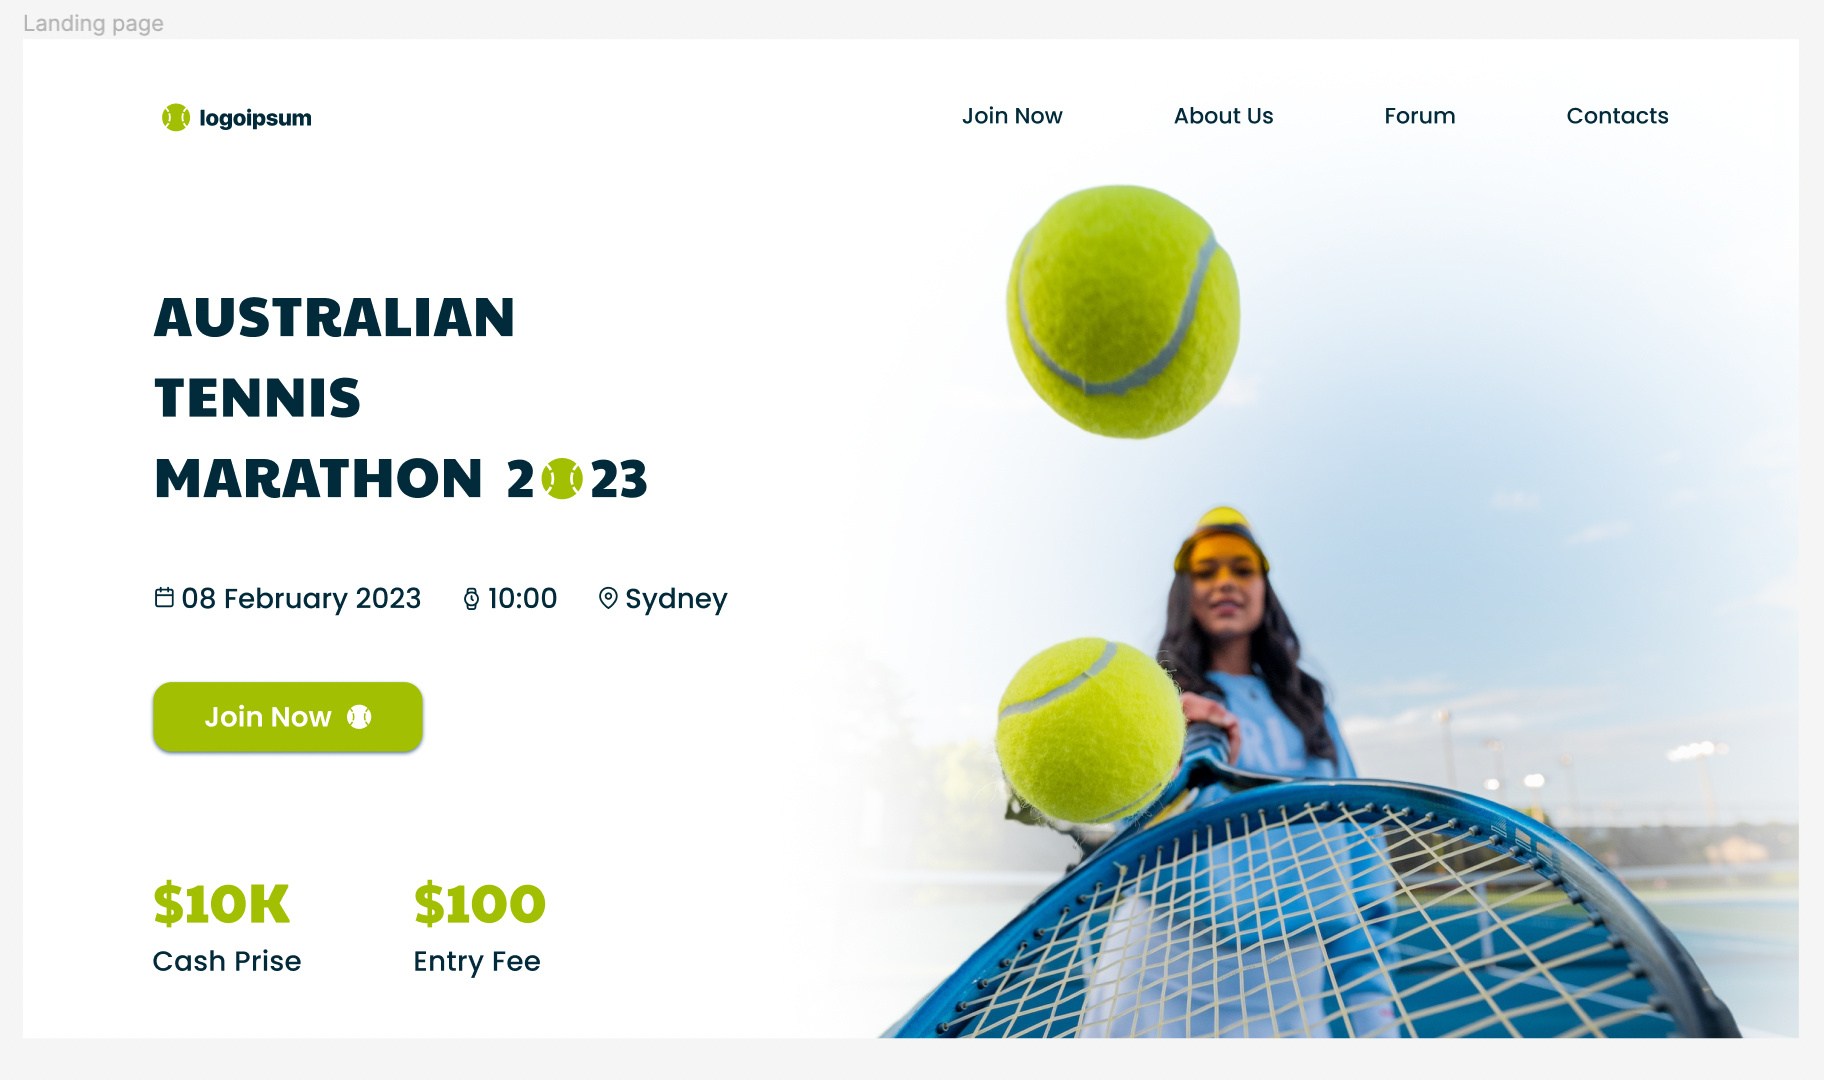 Landing page
logoipsum
Join Now
About Us
Forum
Contacts
AUSTRALIAN
TENNIS
MARATHON 2023
08 February 2023 10:00 Sydney
Join Now
$10K
Cash Prise
$100
Entry Fee